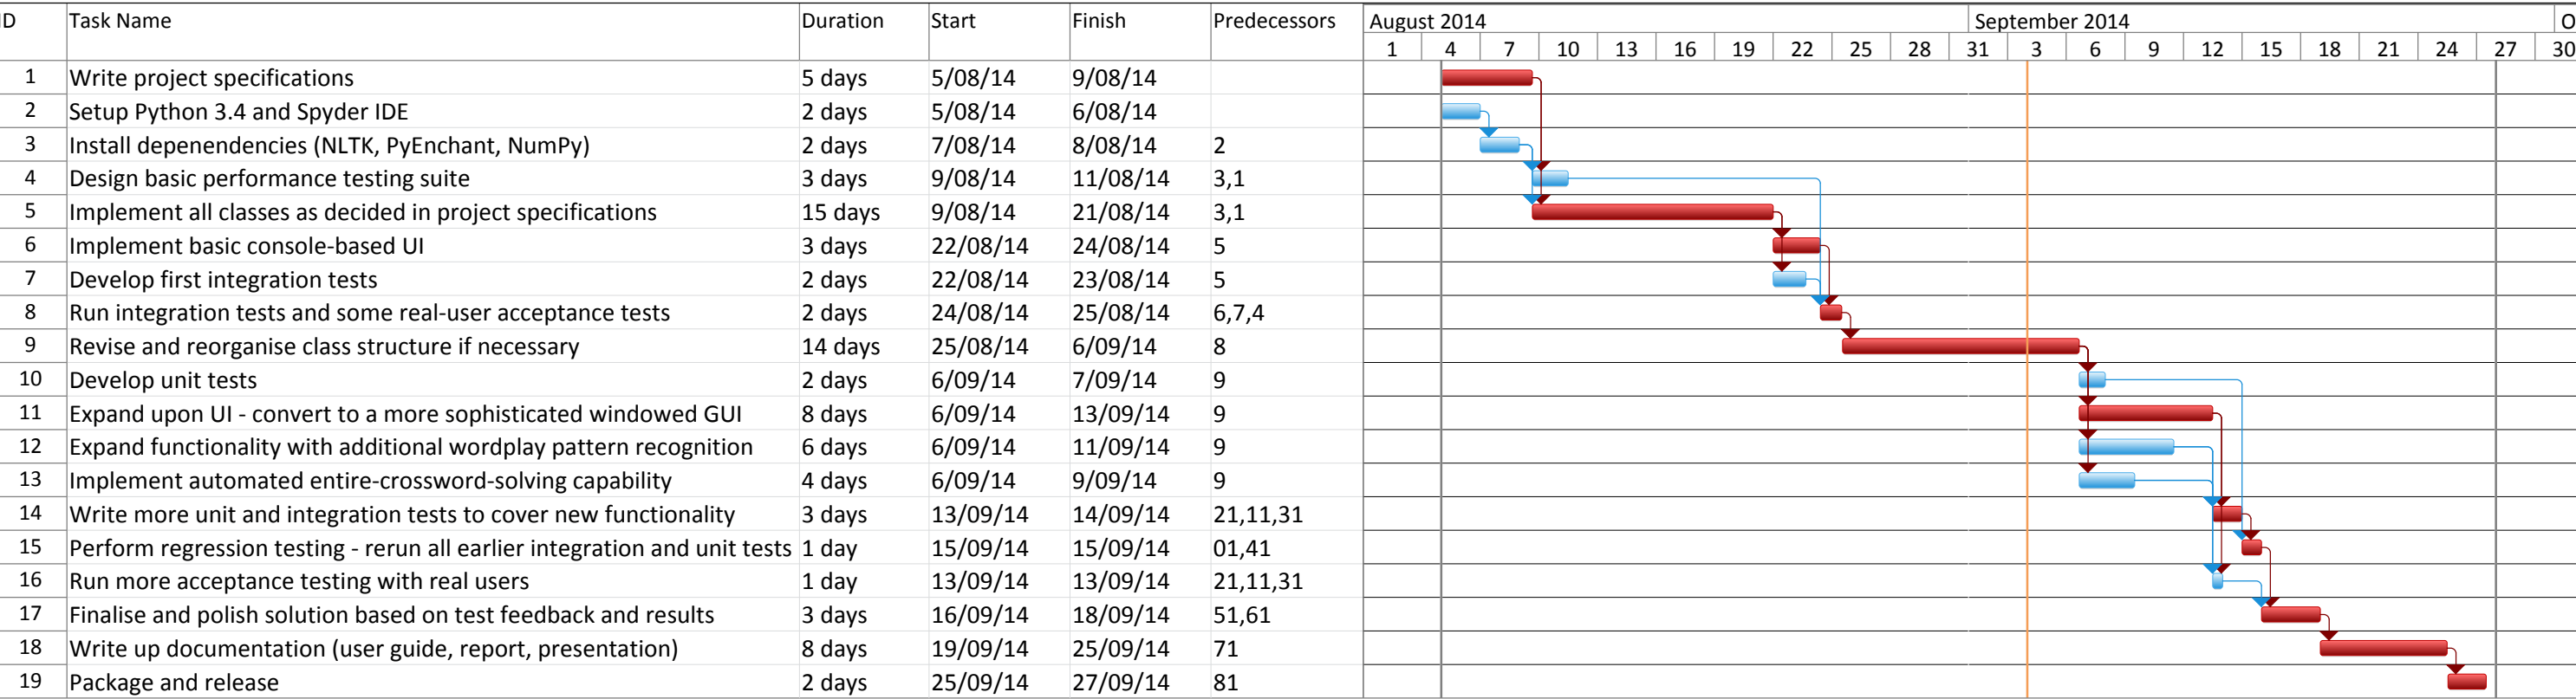 ID Task Name Duration Start Finish Predecessors August 2014 September 2014 O
1 4 7 10 13 16 19 22 25 28 31 3 6 9 12 15 18 21 24 27 30
1 Write project specifications 5 days 5/08/14 9/08/14
2 Setup Python 3.4 and Spyder IDE 2 days 5/08/14 6/08/14
3 Install depenendencies (NLTK, PyEnchant, NumPy) 2 days 7/08/14 8/08/14 2
4 Design basic performance testing suite 3 days 9/08/14 11/08/14 3,1
5 Implement all classes as decided in project specifications 15 days 9/08/14 21/08/14 3,1
6 Implement basic console-based UI 3 days 22/08/14 24/08/14 5
7 Develop first integration tests 2 days 22/08/14 23/08/14 5
8 Run integration tests and some real-user acceptance tests 2 days 24/08/14 25/08/14 6,7,4
9 Revise and reorganise class structure if necessary 14 days 25/08/14 6/09/14 8
10 Develop unit tests 2 days 6/09/14 7/09/14 9
11 Expand upon UI - convert to a more sophisticated windowed GUI 8 days 6/09/14 13/09/14 9
12 Expand functionality with additional wordplay pattern recognition 6 days 6/09/14 11/09/14 9
13 Implement automated entire-crossword-solving capability 4 days 6/09/14 9/09/14 9
14 Write more unit and integration tests to cover new functionality 3 days 13/09/14 14/09/14 21,11,31
15 Perform regression testing - rerun all earlier integration and unit tests 1 day 15/09/14 15/09/14 01,41
16 Run more acceptance testing with real users 1 day 13/09/14 13/09/14 21,11,31
17 Finalise and polish solution based on test feedback and results 3 days 16/09/14 18/09/14 51,61
18 Write up documentation (user guide, report, presentation) 8 days 19/09/14 25/09/14 71
19 Package and release 2 days 25/09/14 27/09/14 81